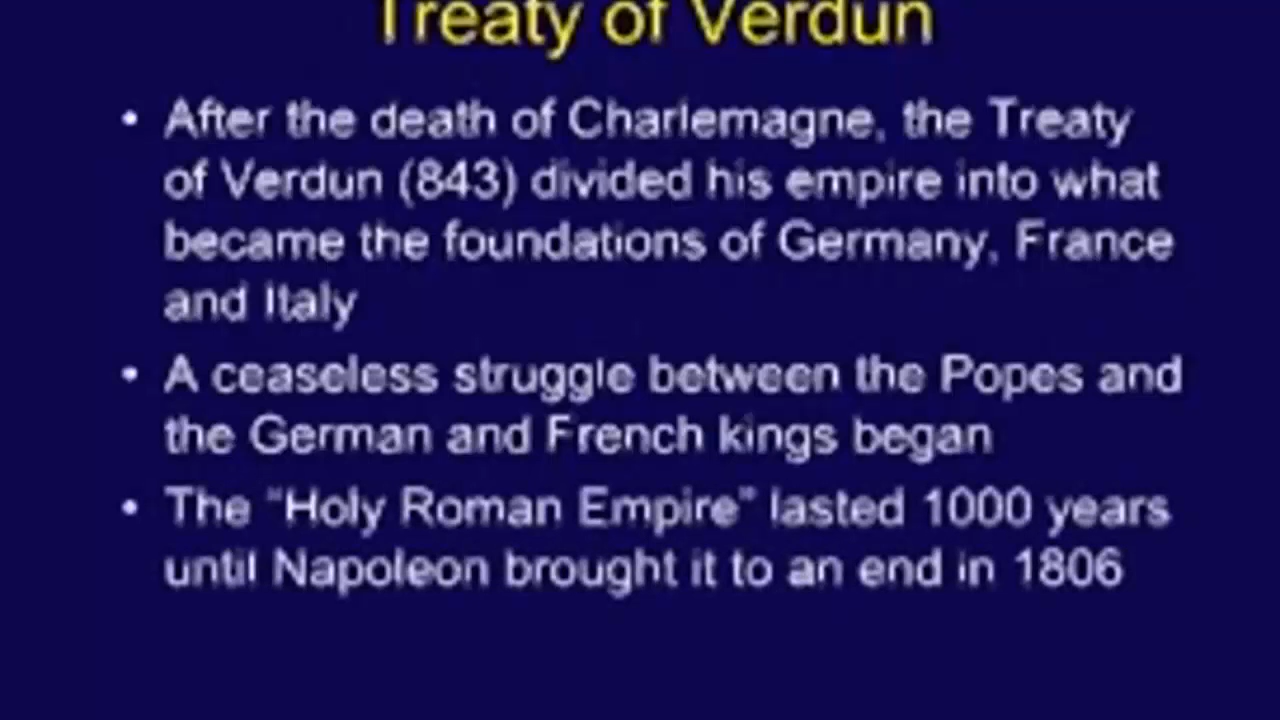 Treaty of Verdun
• After the death of Charlemagne, the Treaty
of Verdun (843) divided his empire into what
became the foundations of Germany, France
and Italy
• A ceaseless struggle between the Popes and
the German and French kings began
• The "Holy Roman Empire" lasted 1000 years
until Napoleon brought it to an end in 1806